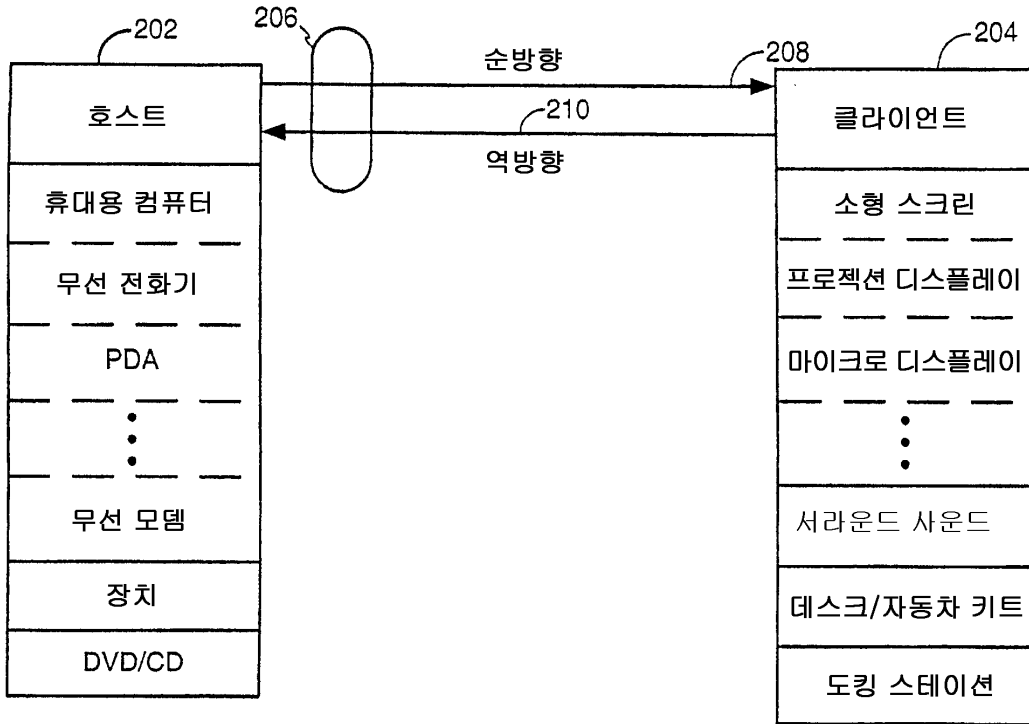 202
206
순방향
208
204
호스트
210
클라이언트
역방향
휴대용 컴퓨터
소형 스크린
무선 전화기
프로젝션 디스플레이
PDA
마이크로 디스플레이
무선 모뎀
서라운드 사운드
장치
데스크/자동차 키트
DVD/CD
도킹 스테이션